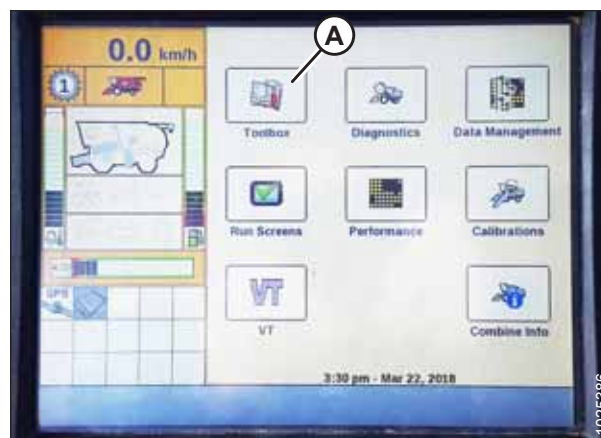 A
0.0 km/h
1
Toolbox
Diagnostics
Data Management
Run Screens
Performance
Calibrations
GPS
VT
VT
Combine Info
3:30 pm - Mar 22, 2018
1025286